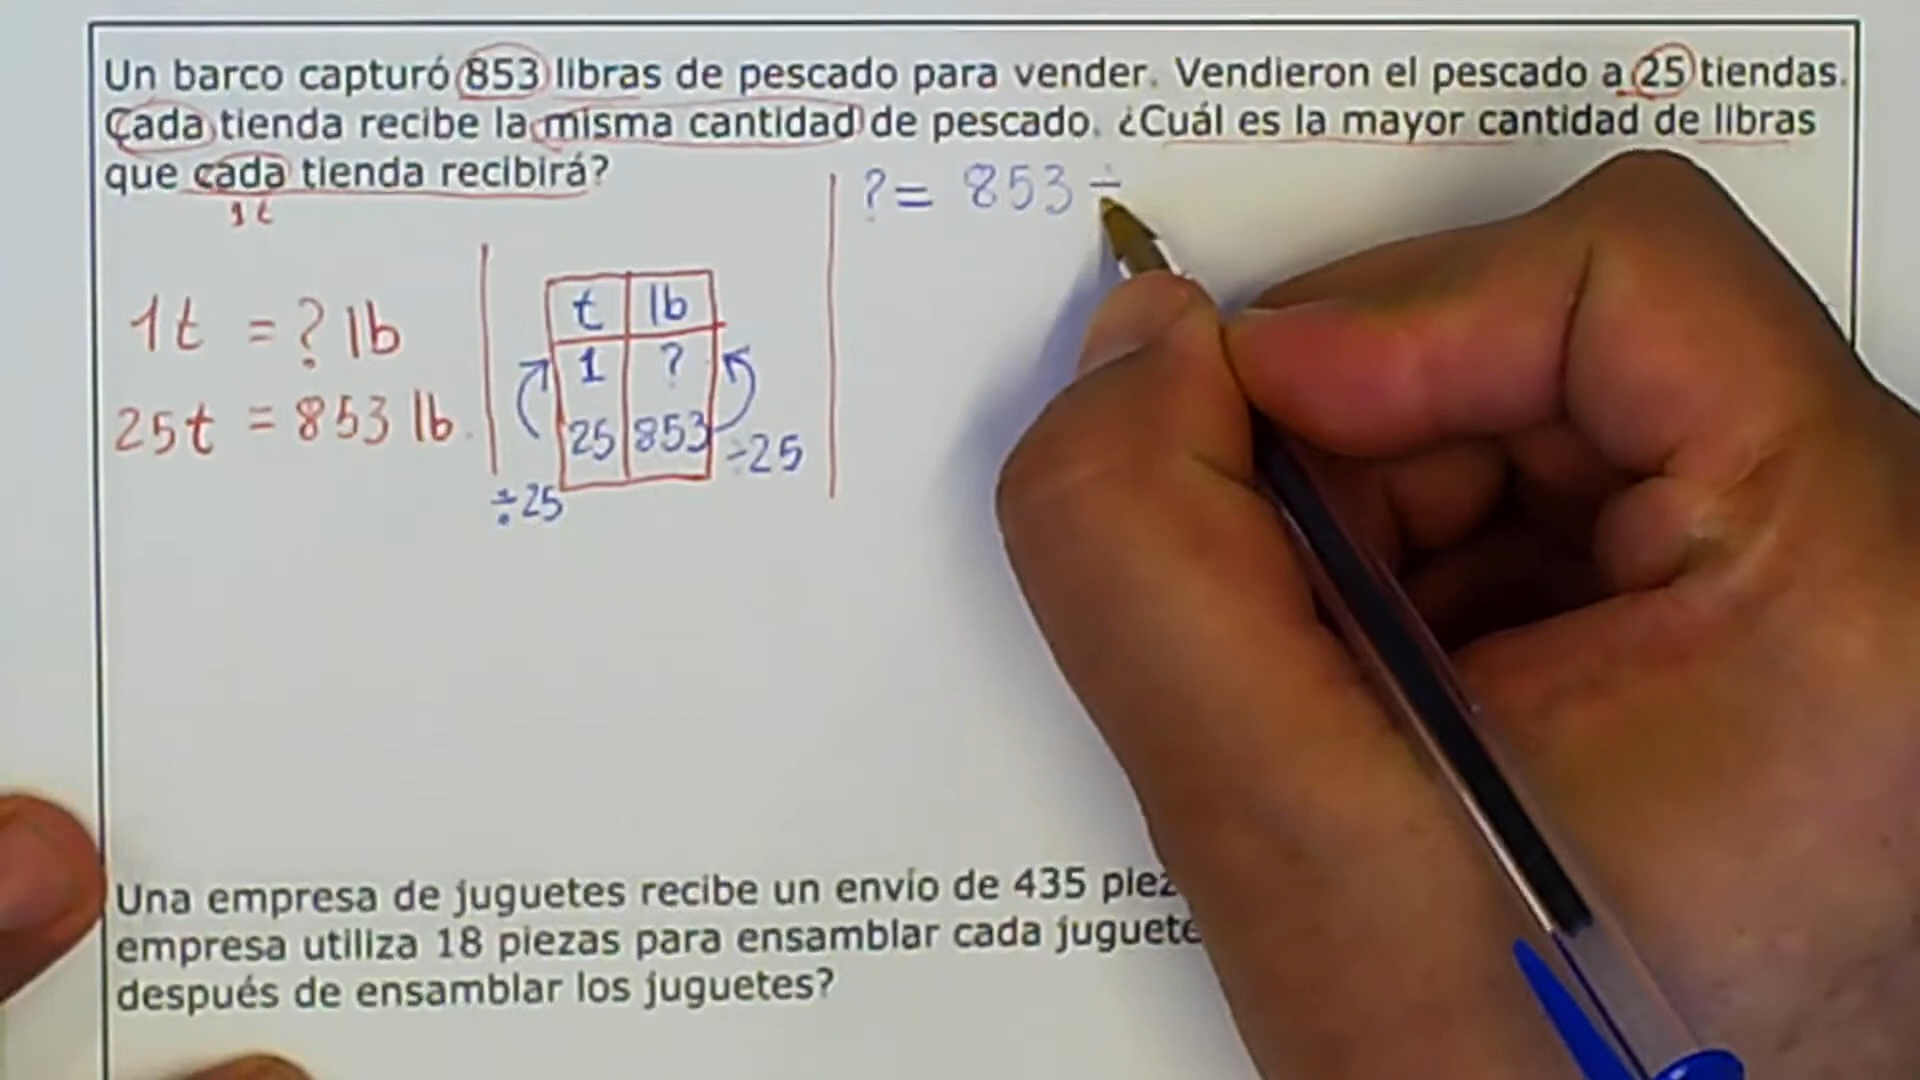 Un barco capturó 853 libras de pescado para vender. Vendieron el pescado a 25 tiendas.
Cada tienda recibe la misma cantidad de pescado. ¿Cuál es la mayor cantidad de libras
que cada tienda recibirá?
1t
? = 853 ÷
1t = ? lb
25t = 853 lb.
t lb
1 ?
25 853
÷25
÷25
Una empresa de juguetes recibe un envío de 435
empresa utiliza 18 piezas para ensamblar cada
después de ensamblar los juguetes?